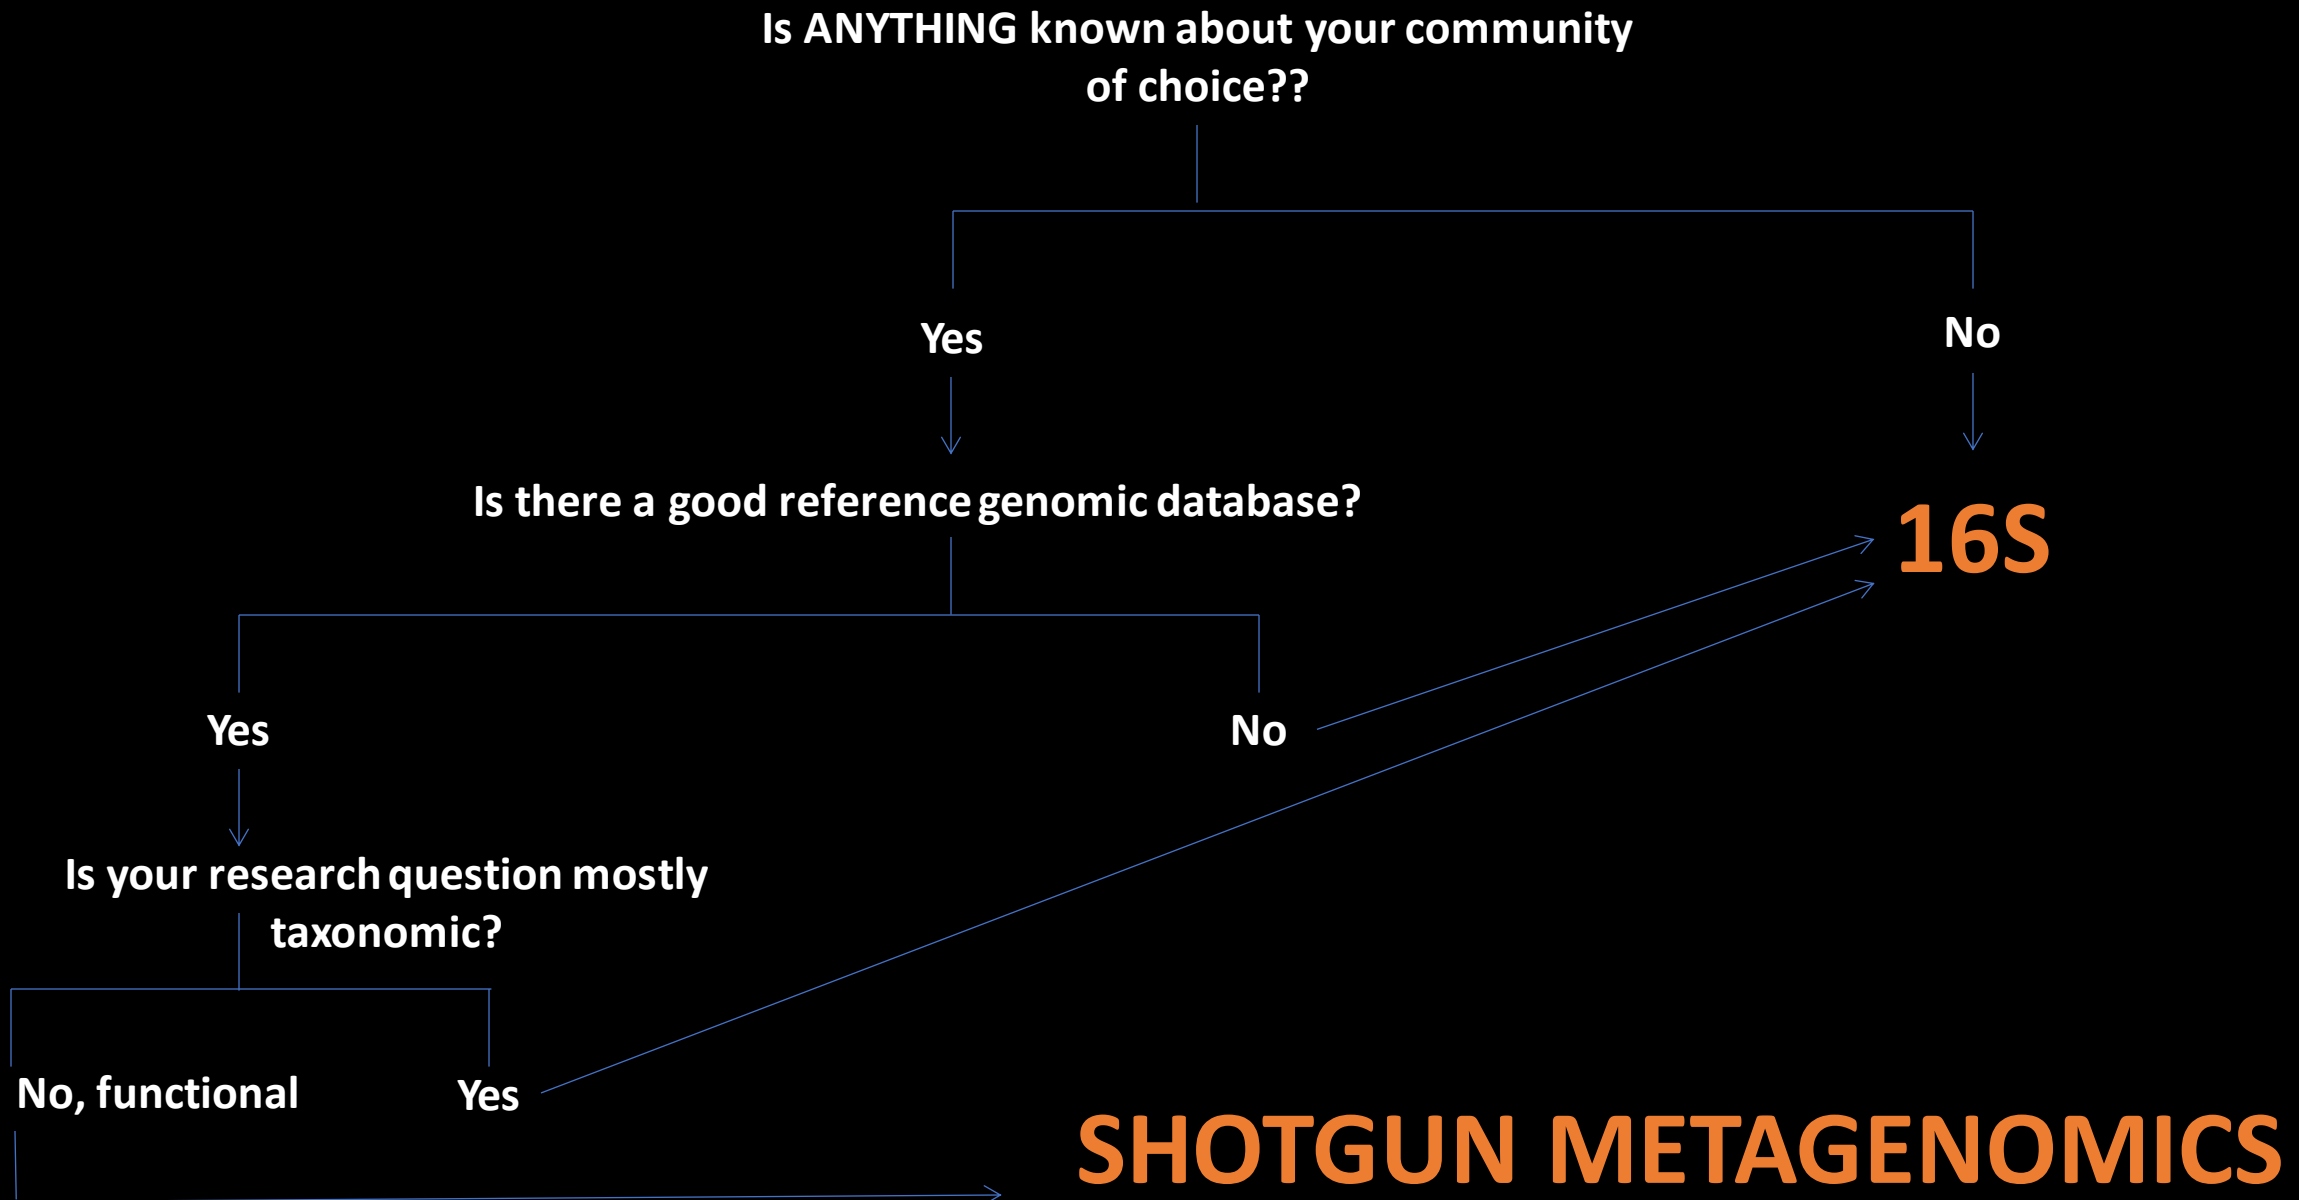 Is ANYTHING known about your community
of choice??
Yes
No
Is there a good reference genomic database?
16S
Yes
No
Is your research question mostly
taxonomic?
No, functional
Yes
SHOTGUN METAGENOMICS